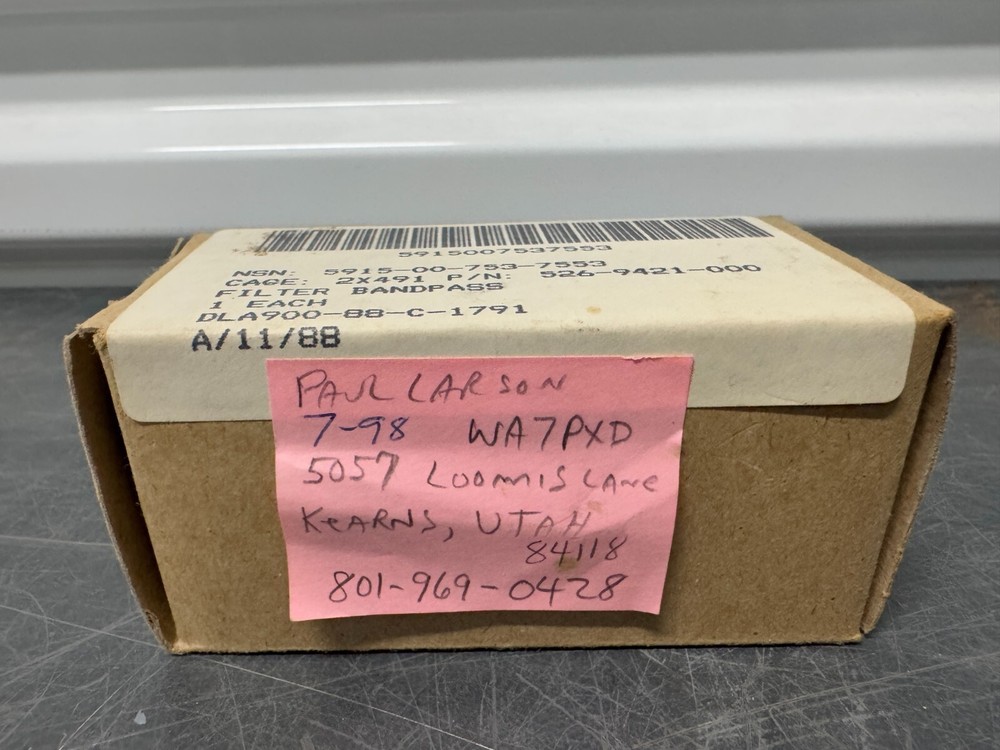 5915007537553
NSN: 5915-00-753-7553
CAGE: 2X491 P/N: 526-9421-000
FILTER BANDPASS
1 EACH
DLA900-88-C-1791
A/11/88
PAUL LARSON
7-98 WA7PXD
5057 LOOMIS LANE
KEARNS, UTAH
84118
801-969-0428